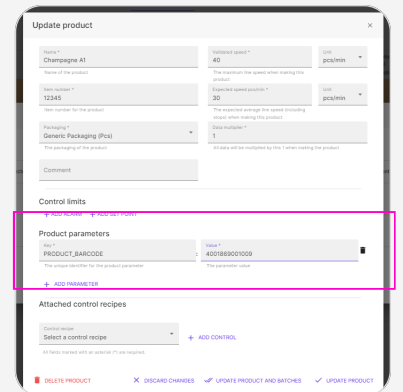 Update product ×
Name * Validated speed * Unit
Champagne A1 40 pcs/min
Name of the product The maximum line speed when making this
product
Item number * Expected speed pcs/min * Unit
12345 30 pcs/min
Item number for the product The expected average line speed (including
stops) when making this product
Packaging * Data multiplier *
Generic Packaging (Pcs) 1
The packaging of the product All data will be multiplied by this 1 when making the product
Comment
Control limits
+ ADD ALARM + ADD SET POINT
Product parameters
Key * Value *
PRODUCT_BARCODE : 4001869001009
The unique identifier for the product parameter The parameter value
+ ADD PARAMETER
Attached control recipes
Control recipe
Select a control recipe + ADD CONTROL
All fields marked with an asterisk (*) are required.
DELETE PRODUCT DISCARD CHANGES UPDATE PRODUCT AND BATCHES UPDATE PRODUCT